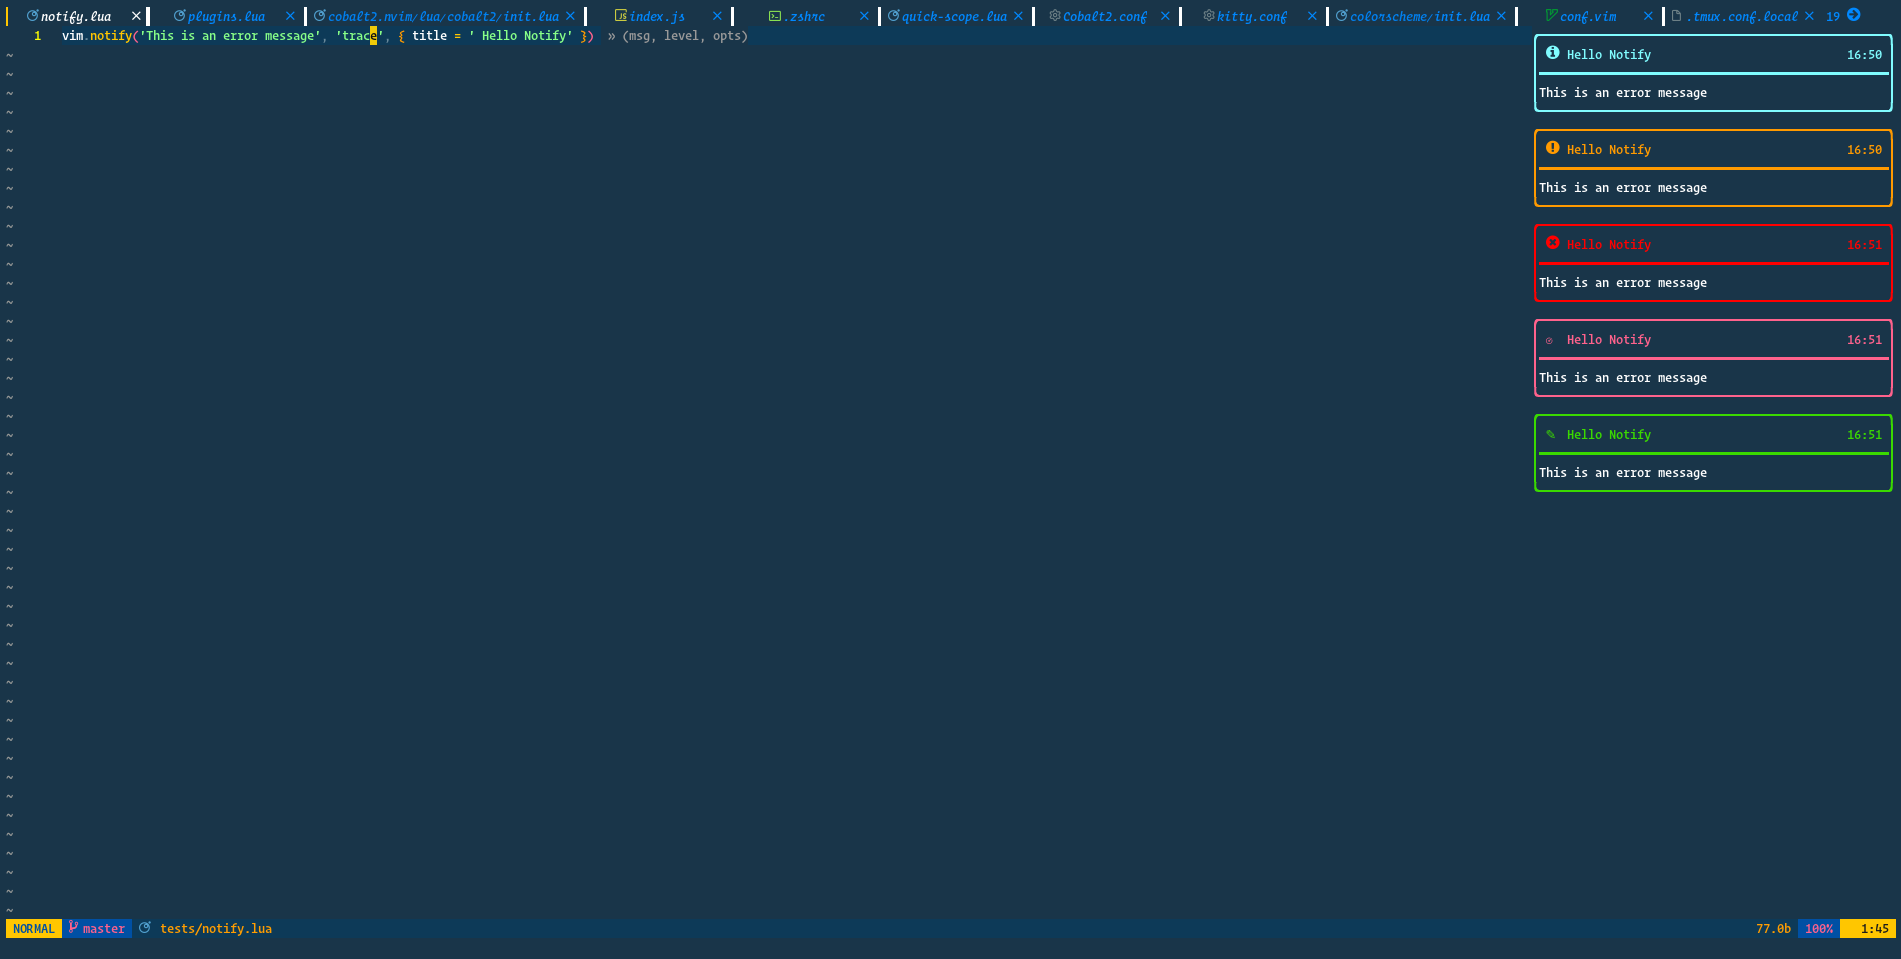 notify.lua × plugins.lua × cobalt2.nvim/lua/cobalt2/init.lua × index.js × .zshrc × quick-scope.lua × Cobalt2.conf × kitty.conf × colorscheme/init.lua × conf.vim × .tmux.conf.local × 19
1 vim.notify('This is an error message', 'trace', { title = ' Hello Notify' }) » (msg, level, opts)
Hello Notify 16:50
This is an error message
Hello Notify 16:50
This is an error message
Hello Notify 16:51
This is an error message
Hello Notify 16:51
This is an error message
Hello Notify 16:51
This is an error message
NORMAL master tests/notify.lua 77.0b 100% 1:45